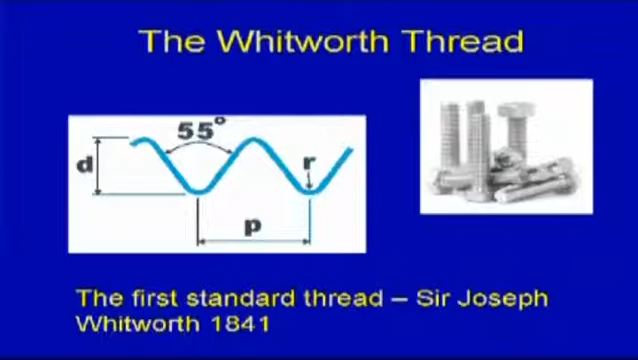 The Whitworth Thread
55°
d
r
p
The first standard thread – Sir Joseph
Whitworth 1841